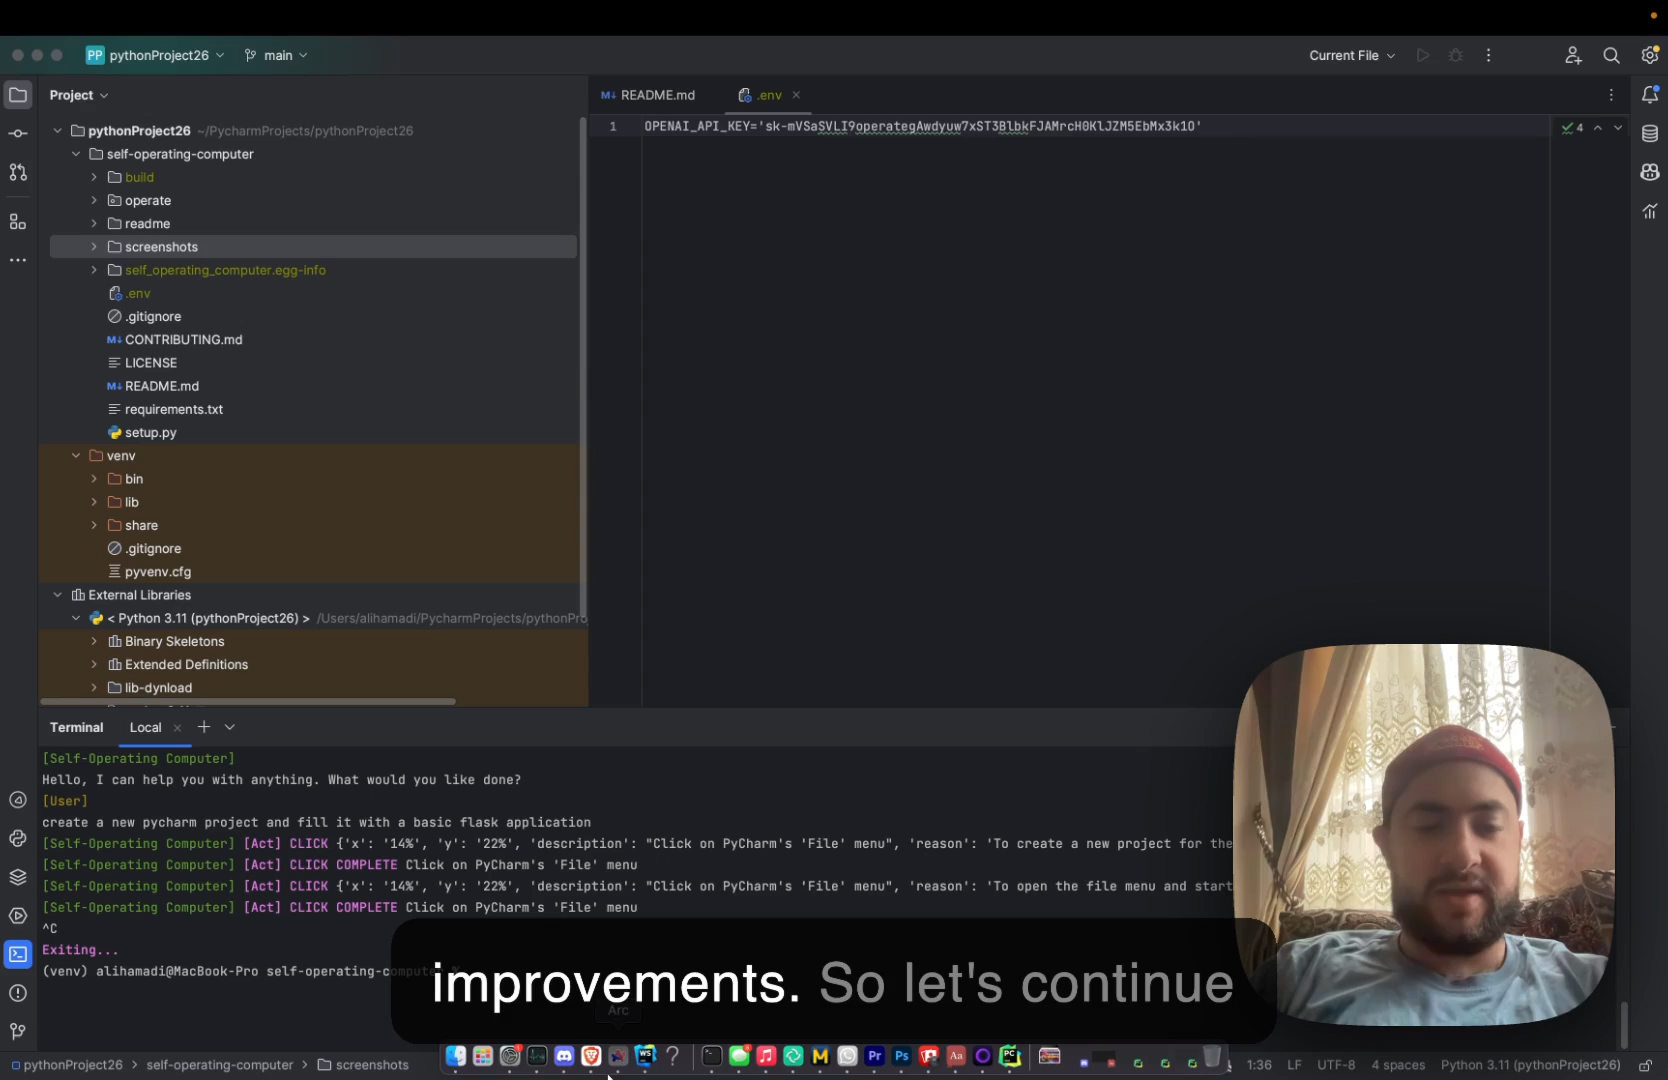 PP pythonProject26 main
Current File
Project
README.md
.env
pythonProject26 ~/PycharmProjects/pythonProject26
1 OPENAI_API_KEY='sk-mVSaSVLI9operategAwdyuw7xST3BlbkFJAMrcH0KlJZM5EbMx3k1O'
4
self-operating-computer
build
operate
readme
screenshots
self_operating_computer.egg-info
.env
.gitignore
CONTRIBUTING.md
LICENSE
README.md
requirements.txt
setup.py
venv
bin
lib
share
.gitignore
pyvenv.cfg
External Libraries
< Python 3.11 (pythonProject26) > /Users/alihamadi/PycharmProjects/pythonPro
Binary Skeletons
Extended Definitions
lib-dynload
Terminal Local
[Self-Operating Computer]
Hello, I can help you with anything. What would you like done?
[User]
create a new pycharm project and fill it with a basic flask application
[Self-Operating Computer] [Act] CLICK {'x': '14%', 'y': '22%', 'description': "Click on PyCharm's 'File' menu", 'reason': 'To create a new project for the
[Self-Operating Computer] [Act] CLICK COMPLETE Click on PyCharm's 'File' menu
[Self-Operating Computer] [Act] CLICK {'x': '14%', 'y': '22%', 'description': "Click on PyCharm's 'File' menu", 'reason': 'To open the file menu and start
[Self-Operating Computer] [Act] CLICK COMPLETE Click on PyCharm's 'File' menu
^C
Exiting...
(venv) alihamadi@MacBook-Pro self-operating-computer %
improvements. So let's continue
Arc
pythonProject26 > self-operating-computer > screenshots
1:36 LF UTF-8 4 spaces Python 3.11 (pythonProject26)